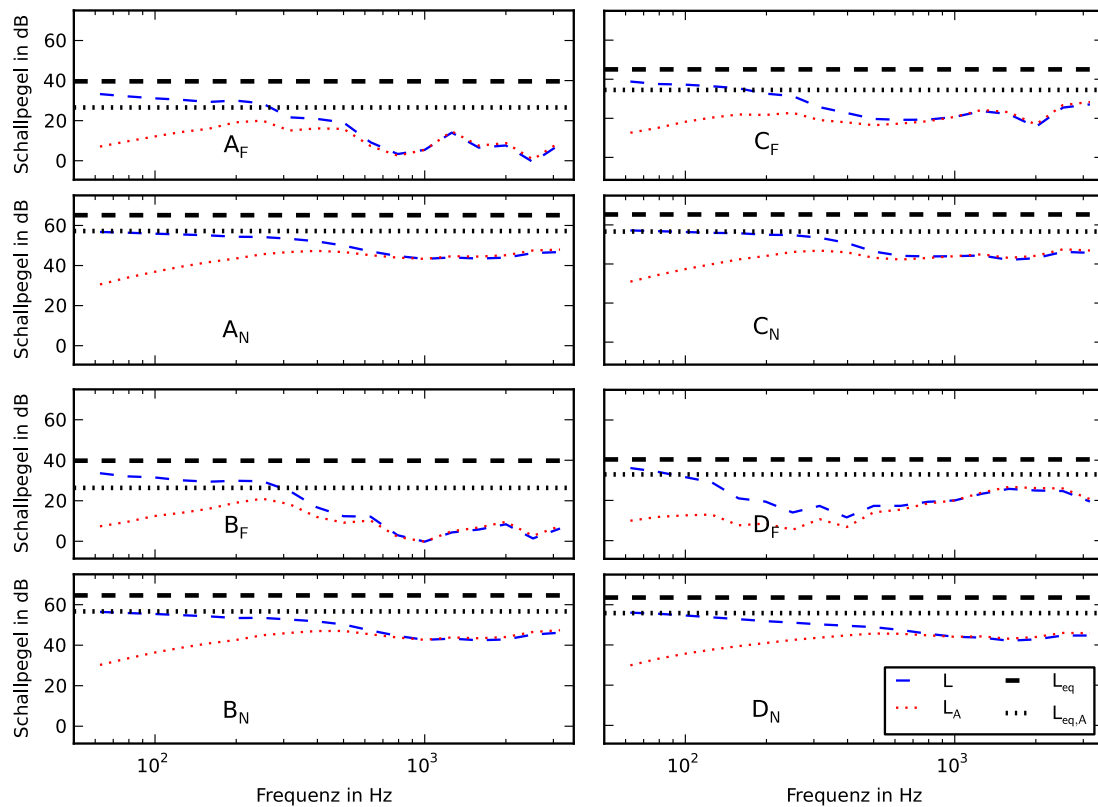 Schallpegel in dB
60
40
20
0
A_F
C_F
Schallpegel in dB
60
40
20
0
A_N
C_N
Schallpegel in dB
60
40
20
0
B_F
D_F
Schallpegel in dB
60
40
20
0
B_N
D_N
L
L_A
L_eq
L_eq,A
10^2
10^3
10^2
10^3
Frequenz in Hz
Frequenz in Hz